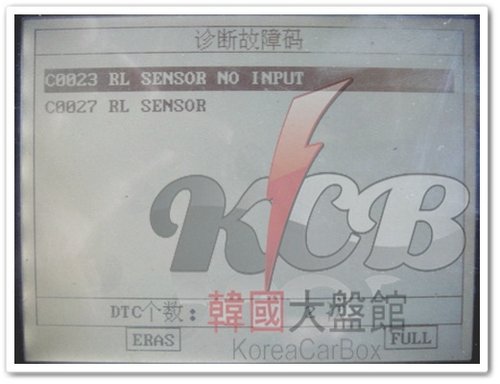 诊断故障码
C0023 RL SENSOR NO INPUT
C0027 RL SENSOR
KCB
DTC个数：
韓國大盤館
ERAS
FULL
KoreaCarBox